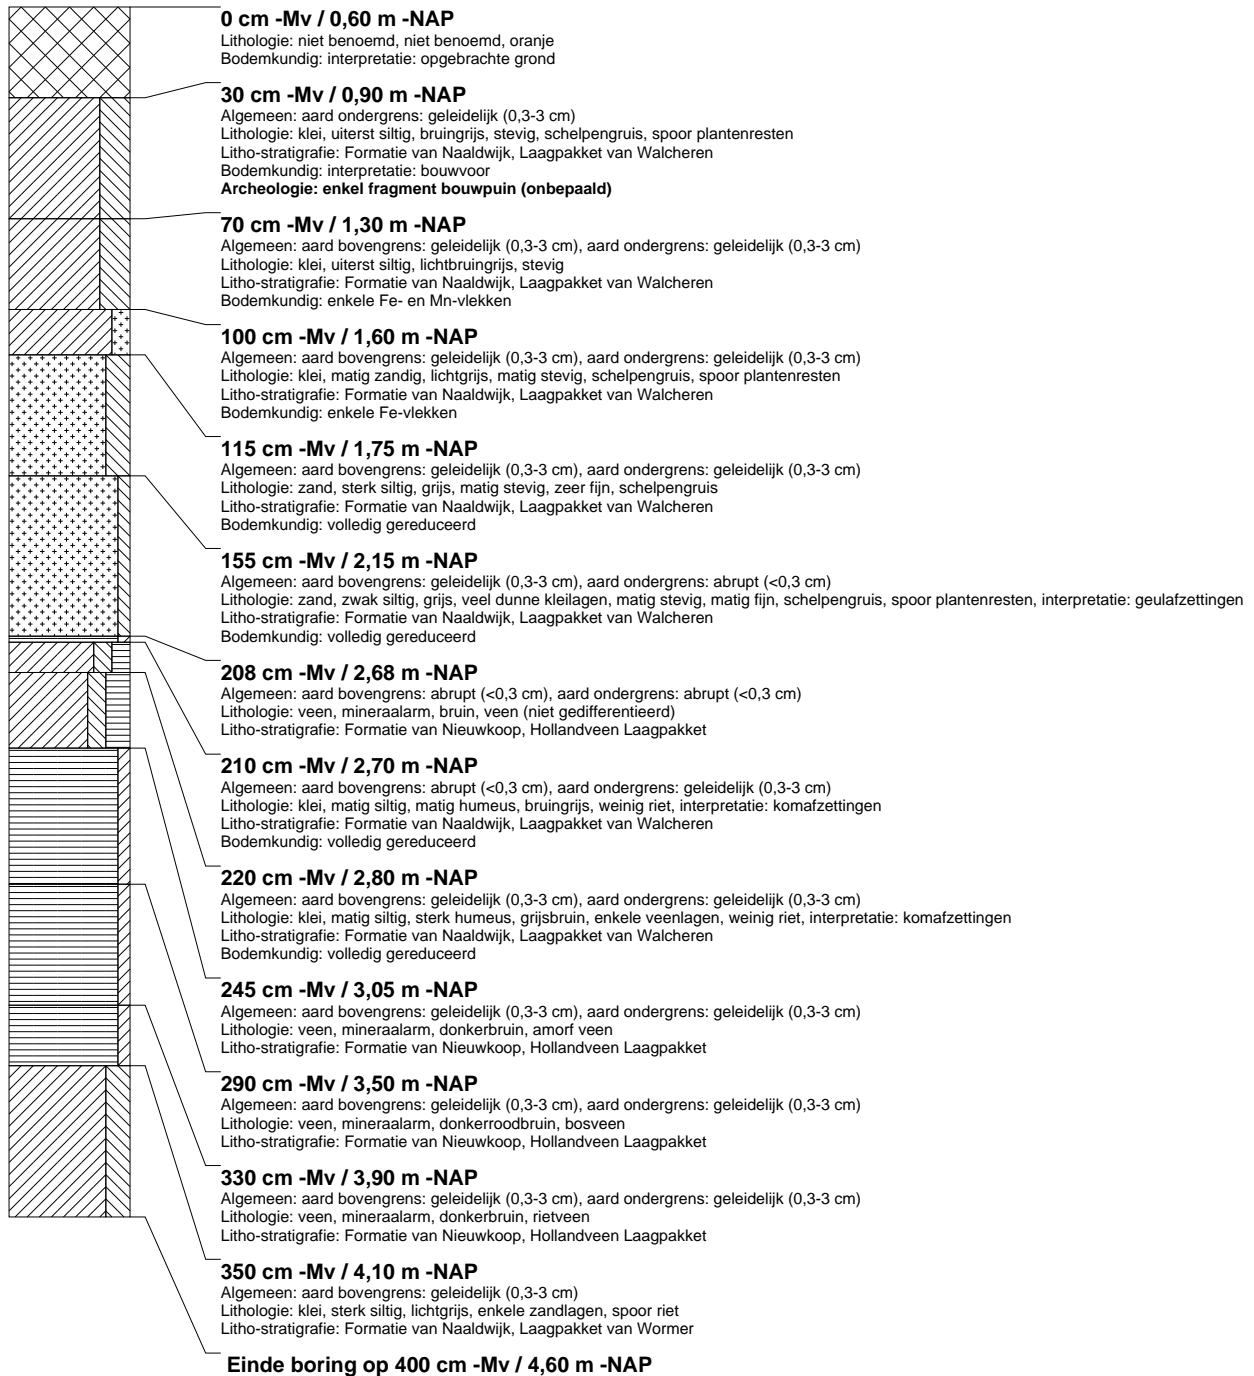 0 cm -Mv / 0,60 m -NAP
Lithologie: niet benoemd, niet benoemd, oranje
Bodemkundig: interpretatie: opgebrachte grond
30 cm -Mv / 0,90 m -NAP
Algemeen: aard ondergrens: geleidelijk (0,3-3 cm)
Lithologie: klei, uiterst siltig, bruingrijs, stevig, schelpengruis, spoor plantenresten
Litho-stratigrafie: Formatie van Naaldwijk, Laagpakket van Walcheren
Bodemkundig: interpretatie: bouwvoor
Archeologie: enkel fragment bouwpuin (onbepaald)
70 cm -Mv / 1,30 m -NAP
Algemeen: aard bovengrens: geleidelijk (0,3-3 cm), aard ondergrens: geleidelijk (0,3-3 cm)
Lithologie: klei, uiterst siltig, lichtbruingrijs, stevig
Litho-stratigrafie: Formatie van Naaldwijk, Laagpakket van Walcheren
Bodemkundig: enkele Fe- en Mn-vlekken
100 cm -Mv / 1,60 m -NAP
Algemeen: aard bovengrens: geleidelijk (0,3-3 cm), aard ondergrens: geleidelijk (0,3-3 cm)
Lithologie: klei, matig zandig, lichtgrijs, matig stevig, schelpengruis, spoor plantenresten
Litho-stratigrafie: Formatie van Naaldwijk, Laagpakket van Walcheren
Bodemkundig: enkele Fe-vlekken
115 cm -Mv / 1,75 m -NAP
Algemeen: aard bovengrens: geleidelijk (0,3-3 cm), aard ondergrens: geleidelijk (0,3-3 cm)
Lithologie: zand, sterk siltig, grijs, matig stevig, zeer fijn, schelpengruis
Litho-stratigrafie: Formatie van Naaldwijk, Laagpakket van Walcheren
Bodemkundig: volledig gereduceerd
155 cm -Mv / 2,15 m -NAP
Algemeen: aard bovengrens: geleidelijk (0,3-3 cm), aard ondergrens: abrupt (<0,3 cm)
Lithologie: zand, zwak siltig, grijs, veel dunne kleilagen, matig stevig, matig fijn, schelpengruis, spoor plantenresten, interpretatie: geulafzettingen
Litho-stratigrafie: Formatie van Naaldwijk, Laagpakket van Walcheren
Bodemkundig: volledig gereduceerd
208 cm -Mv / 2,68 m -NAP
Algemeen: aard bovengrens: abrupt (<0,3 cm), aard ondergrens: abrupt (<0,3 cm)
Lithologie: veen, mineraalarm, bruin, veen (niet gedifferentieerd)
Litho-stratigrafie: Formatie van Nieuwkoop, Hollandveen Laagpakket
210 cm -Mv / 2,70 m -NAP
Algemeen: aard bovengrens: abrupt (<0,3 cm), aard ondergrens: geleidelijk (0,3-3 cm)
Lithologie: klei, matig siltig, matig humeus, bruingrijs, weinig riet, interpretatie: komafzettingen
Litho-stratigrafie: Formatie van Naaldwijk, Laagpakket van Walcheren
Bodemkundig: volledig gereduceerd
220 cm -Mv / 2,80 m -NAP
Algemeen: aard bovengrens: geleidelijk (0,3-3 cm), aard ondergrens: geleidelijk (0,3-3 cm)
Lithologie: klei, matig siltig, sterk humeus, grijsbruin, enkele veenlagen, weinig riet, interpretatie: komafzettingen
Litho-stratigrafie: Formatie van Naaldwijk, Laagpakket van Walcheren
Bodemkundig: volledig gereduceerd
245 cm -Mv / 3,05 m -NAP
Algemeen: aard bovengrens: geleidelijk (0,3-3 cm), aard ondergrens: geleidelijk (0,3-3 cm)
Lithologie: veen, mineraalarm, donkerbruin, amorf veen
Litho-stratigrafie: Formatie van Nieuwkoop, Hollandveen Laagpakket
290 cm -Mv / 3,50 m -NAP
Algemeen: aard bovengrens: geleidelijk (0,3-3 cm), aard ondergrens: geleidelijk (0,3-3 cm)
Lithologie: veen, mineraalarm, donkerroodbruin, bosveen
Litho-stratigrafie: Formatie van Nieuwkoop, Hollandveen Laagpakket
330 cm -Mv / 3,90 m -NAP
Algemeen: aard bovengrens: geleidelijk (0,3-3 cm), aard ondergrens: geleidelijk (0,3-3 cm)
Lithologie: veen, mineraalarm, donkerbruin, rietveen
Litho-stratigrafie: Formatie van Nieuwkoop, Hollandveen Laagpakket
350 cm -Mv / 4,10 m -NAP
Algemeen: aard bovengrens: geleidelijk (0,3-3 cm)
Lithologie: klei, sterk siltig, lichtgrijs, enkele zandlagen, spoor riet
Litho-stratigrafie: Formatie van Naaldwijk, Laagpakket van Wormer
Einde boring op 400 cm -Mv / 4,60 m -NAP